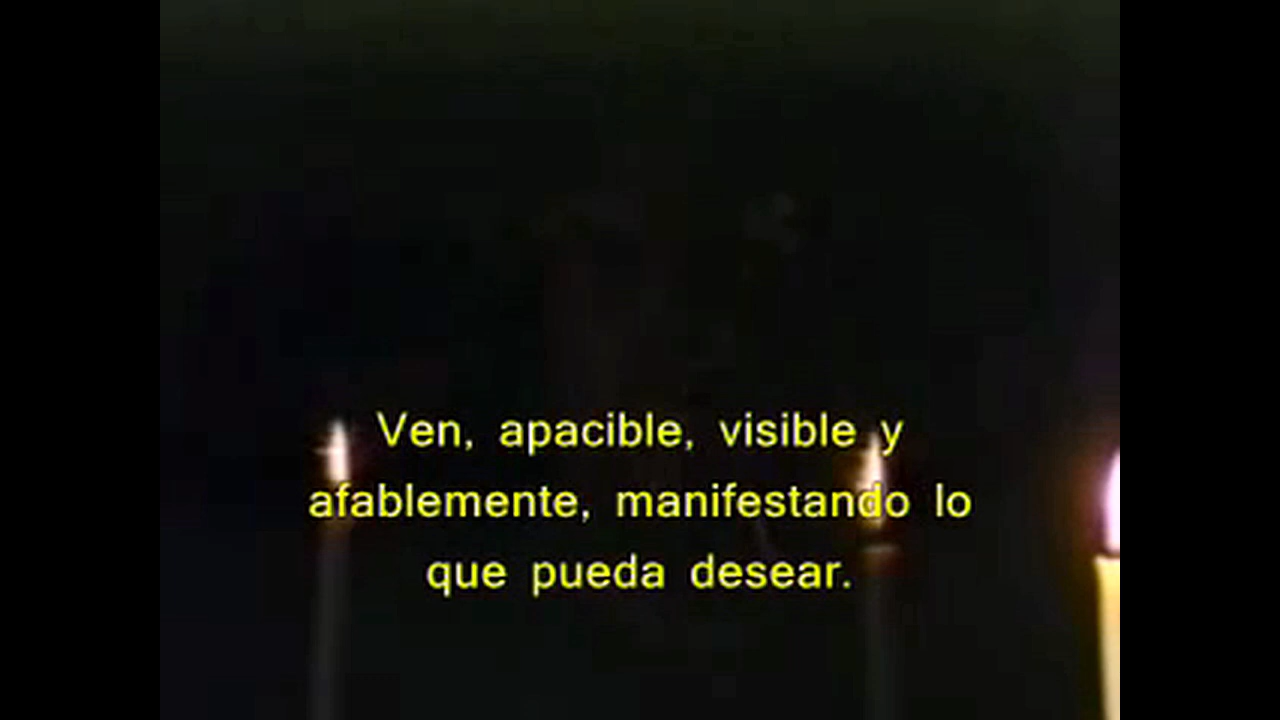 Ven, apacible, visible y
afablemente, manifestando lo
que pueda desear.